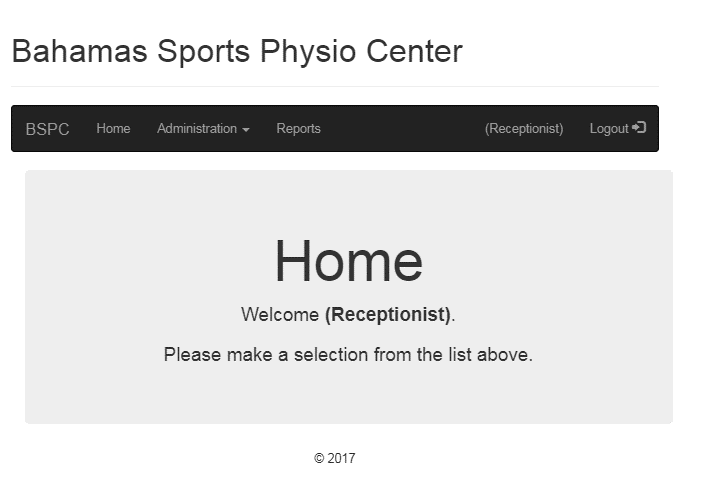 Bahamas Sports Physio Center
BSPC Home Administration Reports (Receptionist) Logout
Home
Welcome (Receptionist).
Please make a selection from the list above.
© 2017